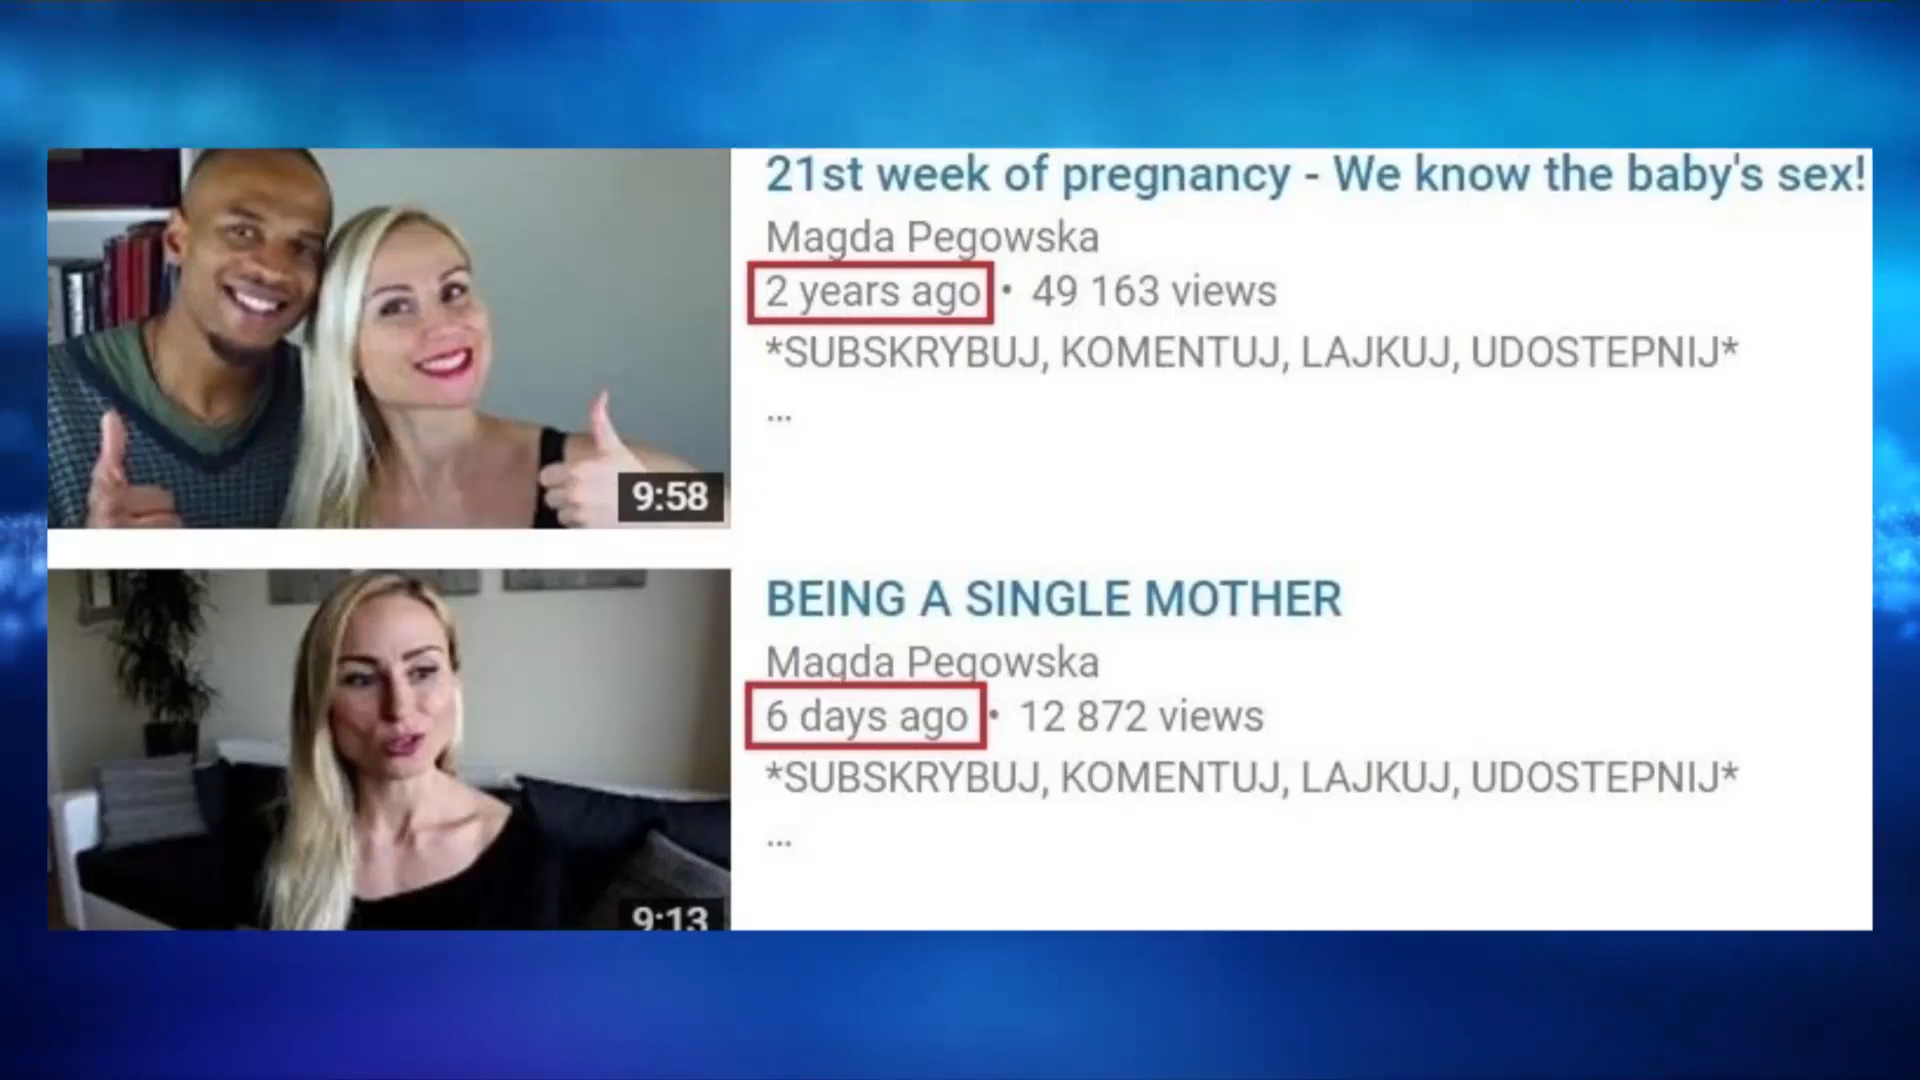 21st week of pregnancy - We know the baby's sex!
Magda Pegowska
2 years ago • 49 163 views
*SUBSKRYBUJ, KOMENTUJ, LAJKUJ, UDOSTEPNIJ*
...
9:58
BEING A SINGLE MOTHER
Magda Pegowska
6 days ago • 12 872 views
*SUBSKRYBUJ, KOMENTUJ, LAJKUJ, UDOSTEPNIJ*
...
9:13